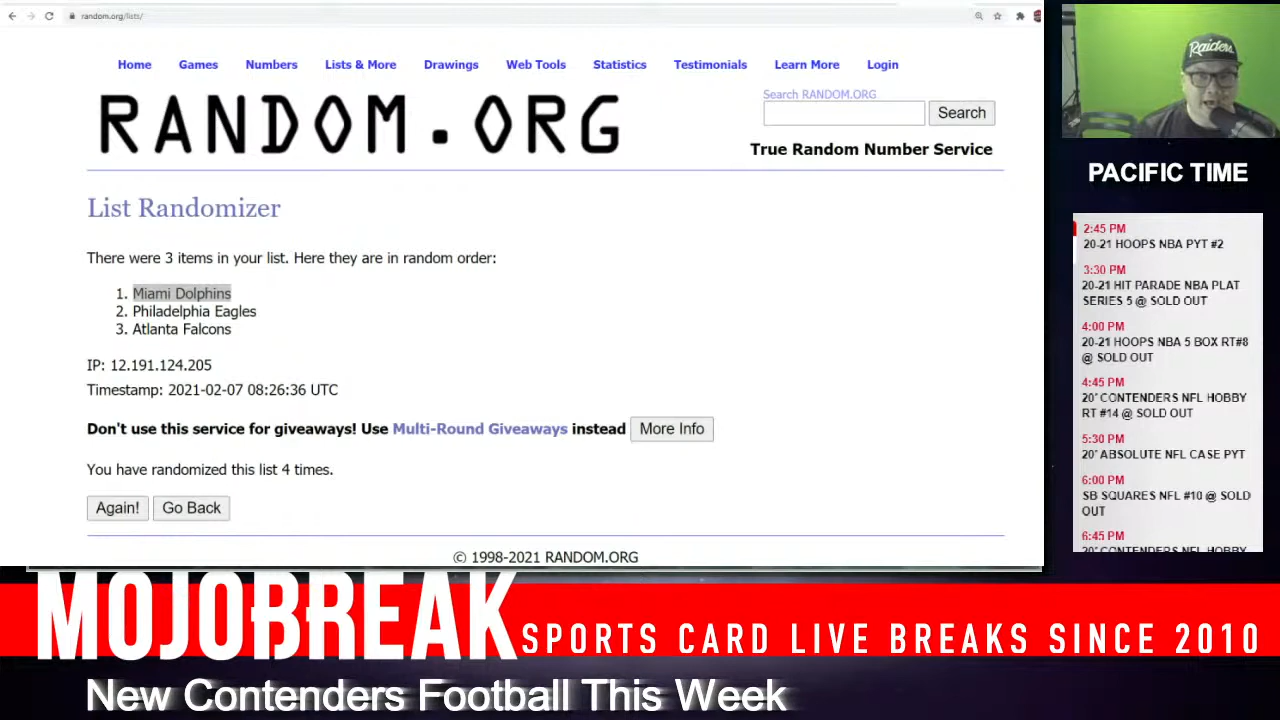 random.org/lists/
Home Games Numbers Lists & More Drawings Web Tools Statistics Testimonials Learn More Login
RANDOM.ORG
Search RANDOM.ORG
Search
True Random Number Service
List Randomizer
There were 3 items in your list. Here they are in random order:
1. Miami Dolphins
2. Philadelphia Eagles
3. Atlanta Falcons
IP: 12.191.124.205
Timestamp: 2021-02-07 08:26:36 UTC
Don't use this service for giveaways! Use Multi-Round Giveaways instead More Info
You have randomized this list 4 times.
Again! Go Back
© 1998-2021 RANDOM.ORG
Raiders
PACIFIC TIME
2:45 PM
20-21 HOOPS NBA PYT #2
3:30 PM
20-21 HIT PARADE NBA PLAT
SERIES 5 @ SOLD OUT
4:00 PM
20-21 HOOPS NBA 5 BOX RT#8
@ SOLD OUT
4:45 PM
20' CONTENDERS NFL HOBBY
RT #14 @ SOLD OUT
5:30 PM
20' ABSOLUTE NFL CASE PYT
6:00 PM
SB SQUARES NFL #10 @ SOLD
OUT
6:45 PM
20' CONTENDERS NFL HOBBY
MOJOBREAK
SPORTS CARD LIVE BREAKS SINCE 2010
New Contenders Football This Week